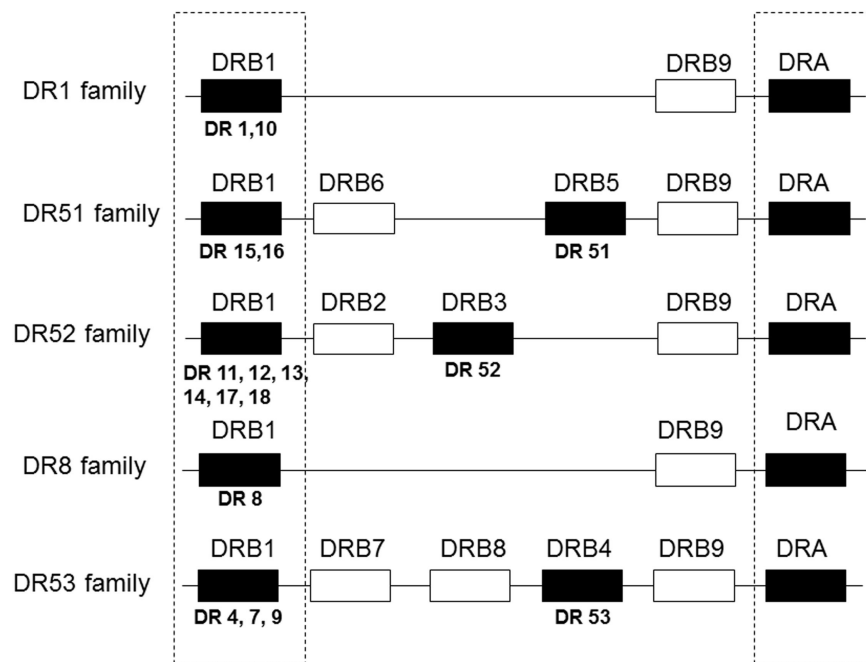 DRB1 DRB9 DRA
DR1 family
DR 1,10
DRB1 DRB6 DRB5 DRB9 DRA
DR51 family
DR 15,16 DR 51
DRB1 DRB2 DRB3 DRB9 DRA
DR52 family
DR 11, 12, 13, DR 52
14, 17, 18
DRB1 DRB9 DRA
DR8 family
DR 8
DRB1 DRB7 DRB8 DRB4 DRB9 DRA
DR53 family
DR 4, 7, 9 DR 53